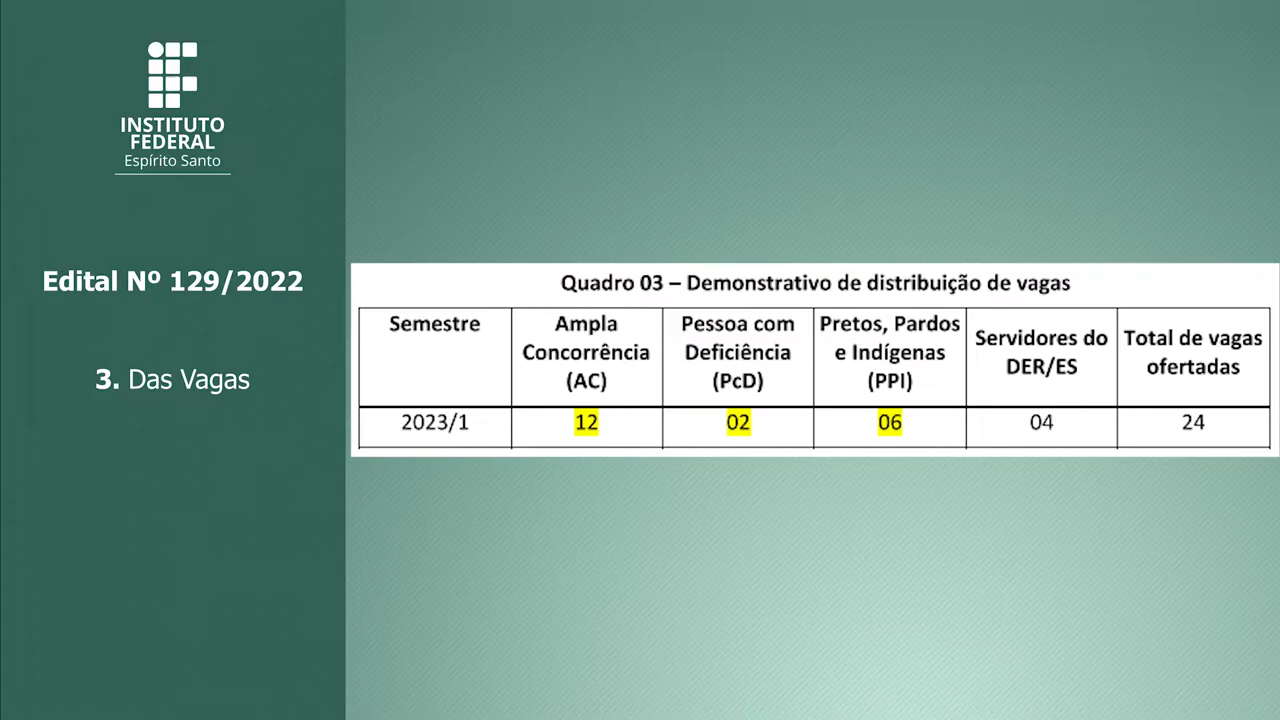 INSTITUTO
FEDERAL
Espírito Santo
Edital Nº 129/2022
3. Das Vagas
Quadro 03 – Demonstrativo de distribuição de vagas
Semestre
Ampla
Concorrência
(AC)
Pessoa com
Deficiência
(PcD)
Pretos, Pardos
e Indígenas
(PPI)
Servidores do
DER/ES
Total de vagas
ofertadas
2023/1 12 02 06 04 24